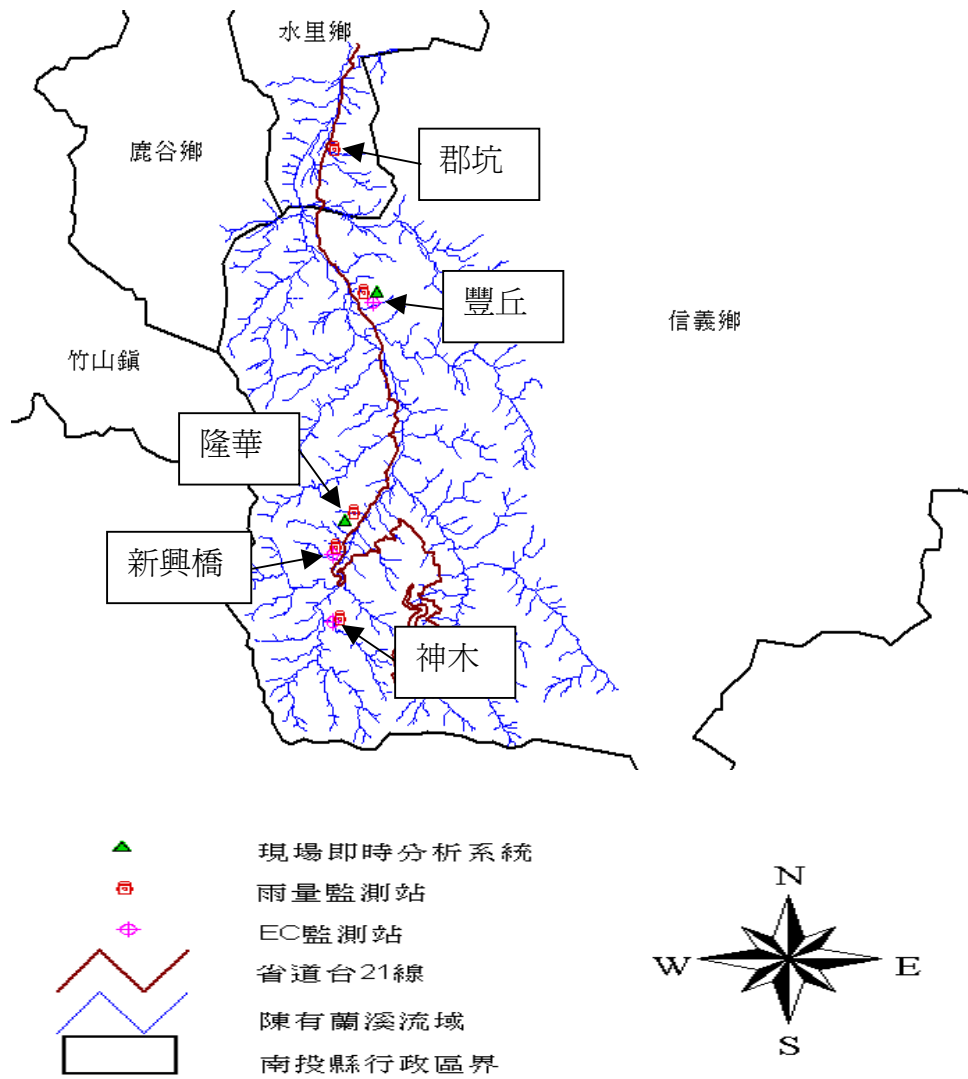 水里鄉
鹿谷鄉
郡坑
豐丘
信義鄉
竹山鎮
隆華
新興橋
神木
現場即時分析系統
雨量監測站
EC監測站
省道台21線
陳有蘭溪流域
南投縣行政區界
N
W
E
S